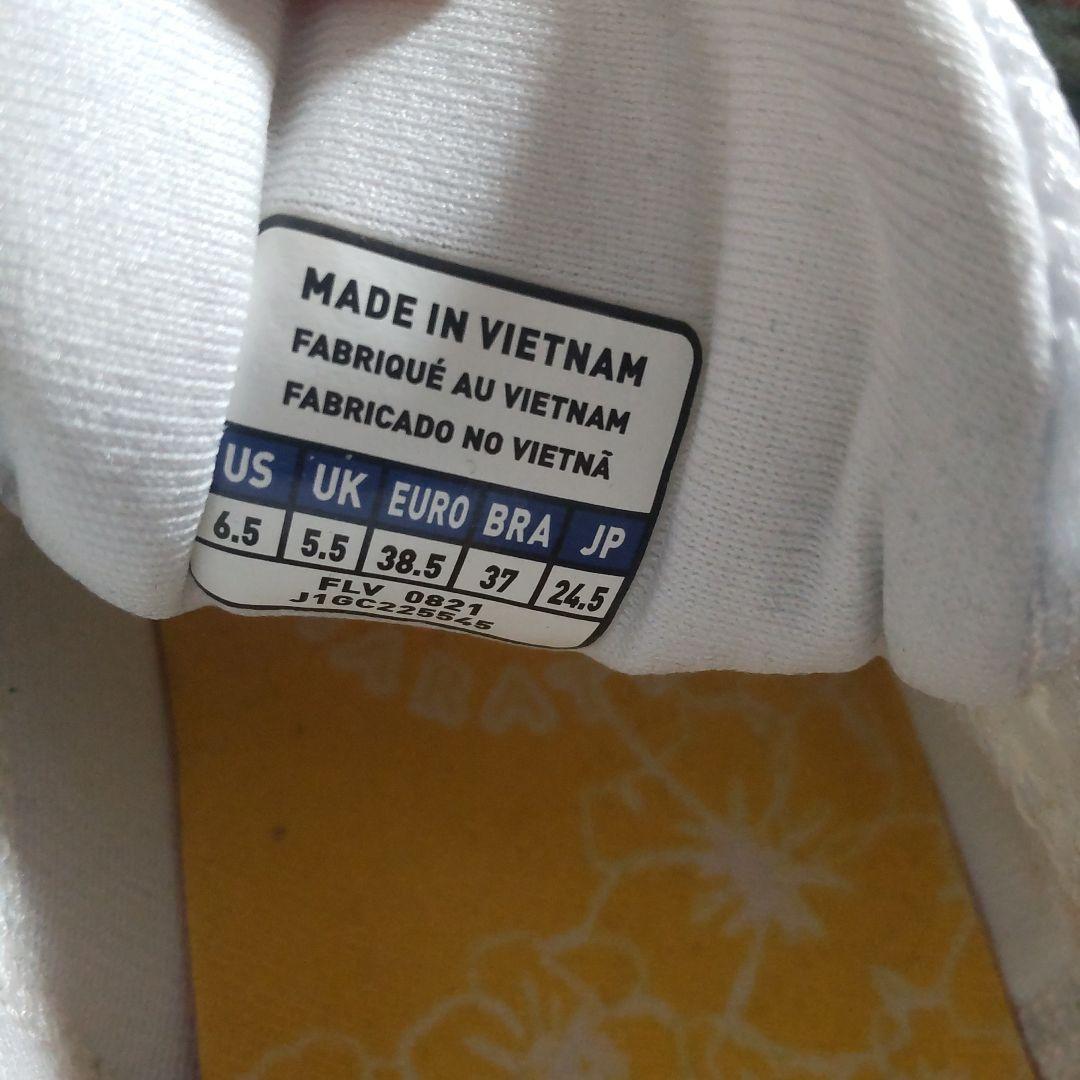 MADE IN VIETNAM
FABRIQUÉ AU VIETNAM
FABRICADO NO VIETNÃ
US UK EURO BRA JP
6.5 5.5 38.5 37 24.5
FLV 0821
J1GC225545